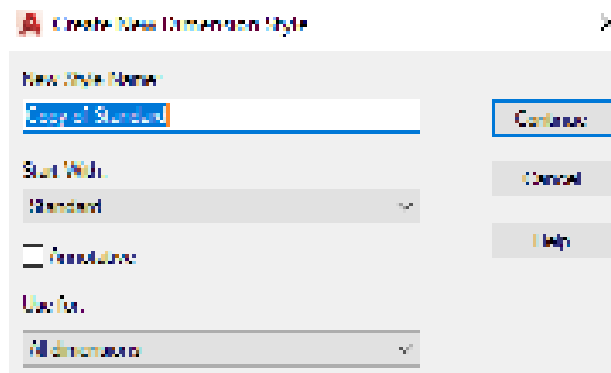 Create New Dimension Style
New Style Name:
Copy of Standard
Continue
Start With:
Cancel
Standard
Help
Annotative
Use for:
All dimensions